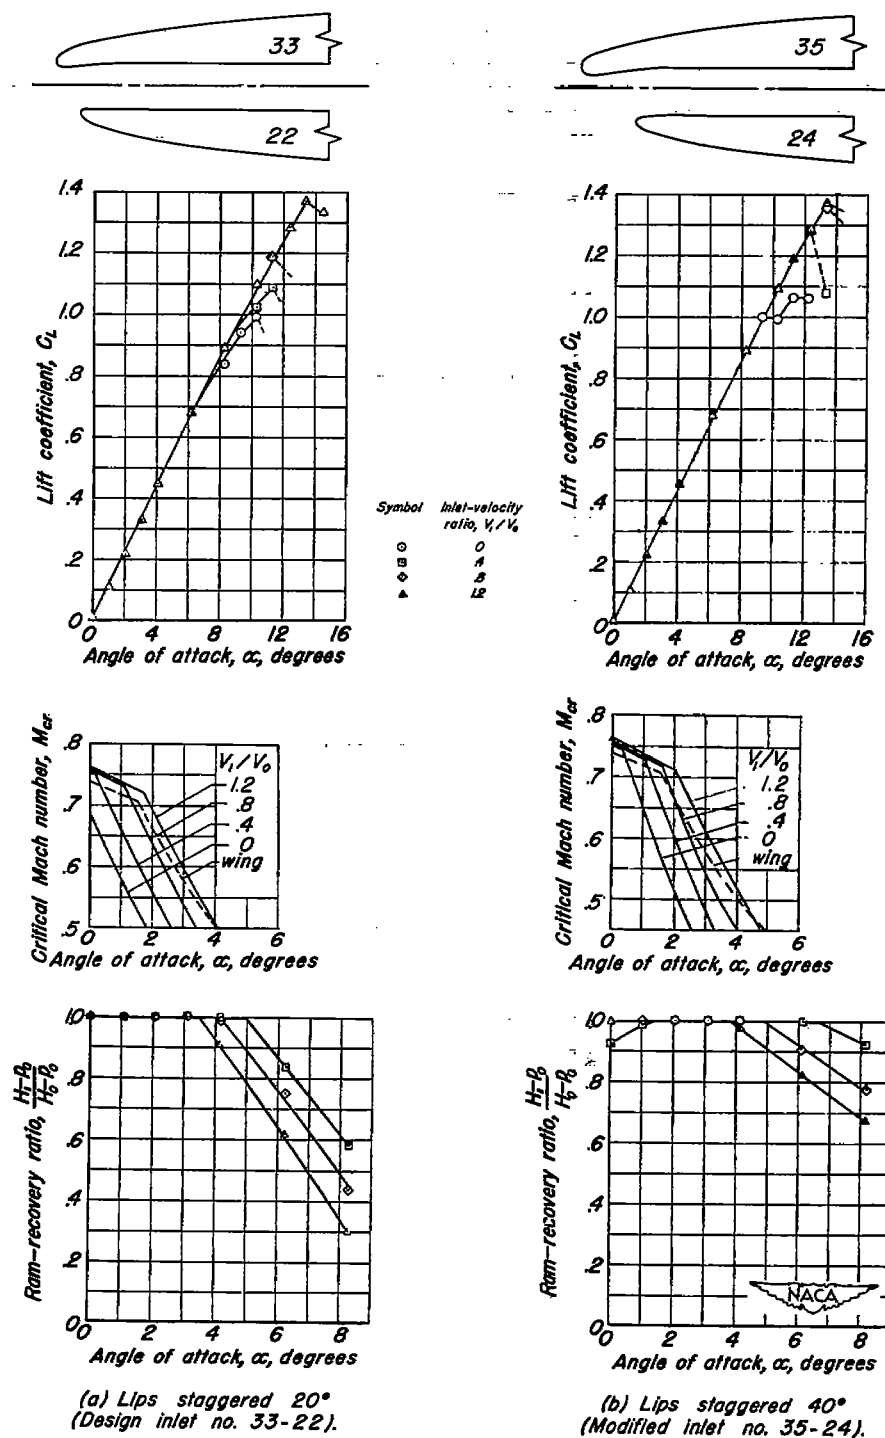 33
22
1.4
1.2
1.0
.8
.6
.4
.2
0
Lift coefficient, C_L
0 4 8 12 16
Angle of attack, α, degrees
Symbol Inlet-velocity
ratio, V₁/V₀
0
.4
.8
1.2
35
24
1.4
1.2
1.0
.8
.6
.4
.2
0
Lift coefficient, C_L
0 4 8 12 16
Angle of attack, α, degrees
.8
.7
.6
.5
Critical Mach number, M_cr
V₁/V₀
1.2
.8
.4
0
wing
0 2 4 6
Angle of attack, α, degrees
.8
.7
.6
.5
Critical Mach number, M_cr
V₁/V₀
1.2
.8
.4
0
wing
0 2 4 6
Angle of attack, α, degrees
1.0
.8
.6
.4
.2
0
Ram-recovery ratio, H₁-p₀/H₀-p₀
0 2 4 6 8
Angle of attack, α, degrees
(a) Lips staggered 20°
(Design inlet no. 33-22).
1.0
.8
.6
.4
.2
0
Ram-recovery ratio, H₁-p₀/H₀-p₀
NACA
0 2 4 6 8
Angle of attack, α, degrees
(b) Lips staggered 40°
(Modified inlet no. 35-24).